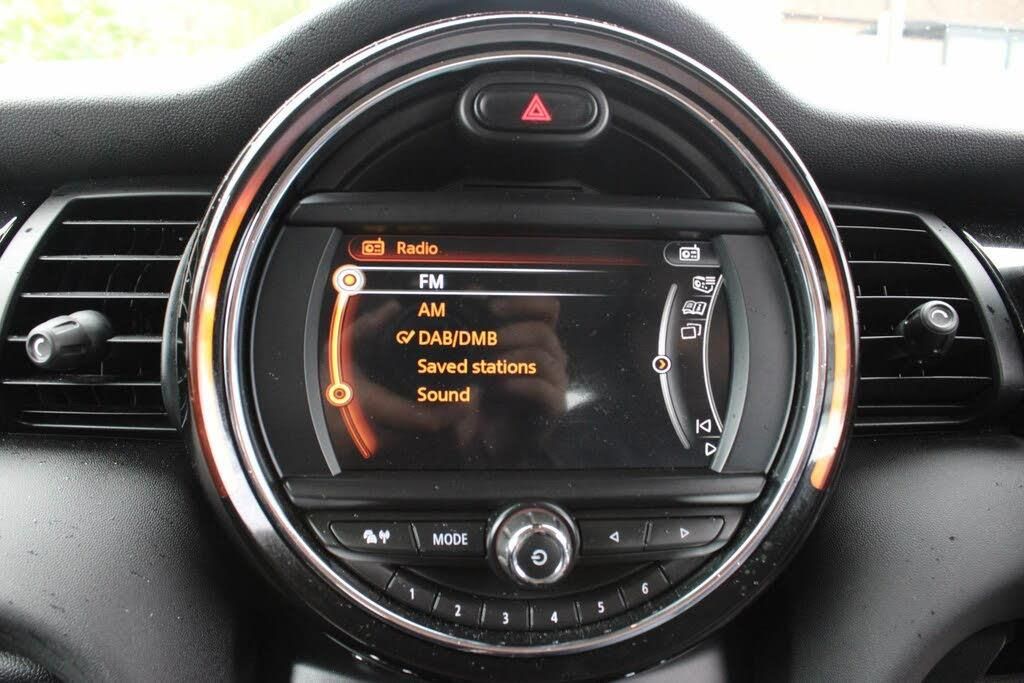 Radio
FM
AM
DAB/DMB
Saved stations
Sound
MODE
1 2 3 4 5 6